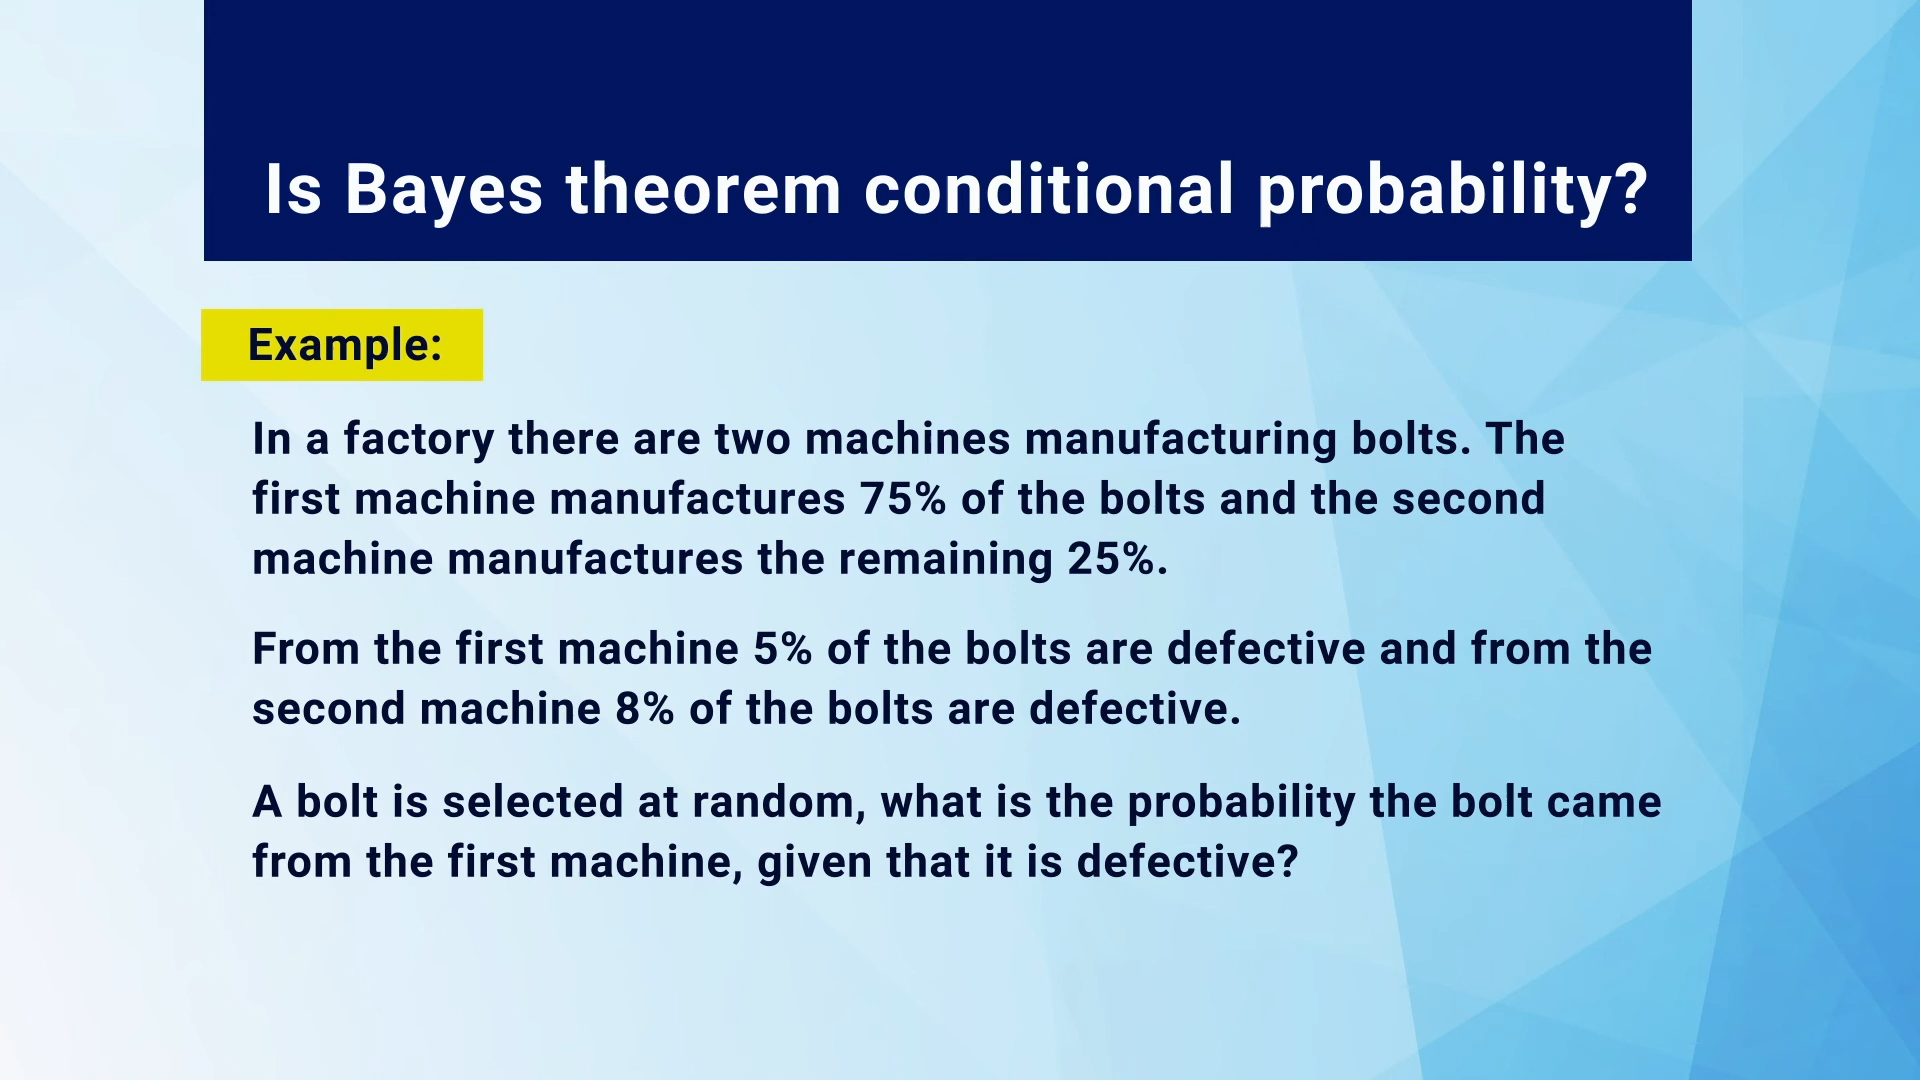 Is Bayes theorem conditional probability?
Example:
In a factory there are two machines manufacturing bolts. The
first machine manufactures 75% of the bolts and the second
machine manufactures the remaining 25%.
From the first machine 5% of the bolts are defective and from the
second machine 8% of the bolts are defective.
A bolt is selected at random, what is the probability the bolt came
from the first machine, given that it is defective?